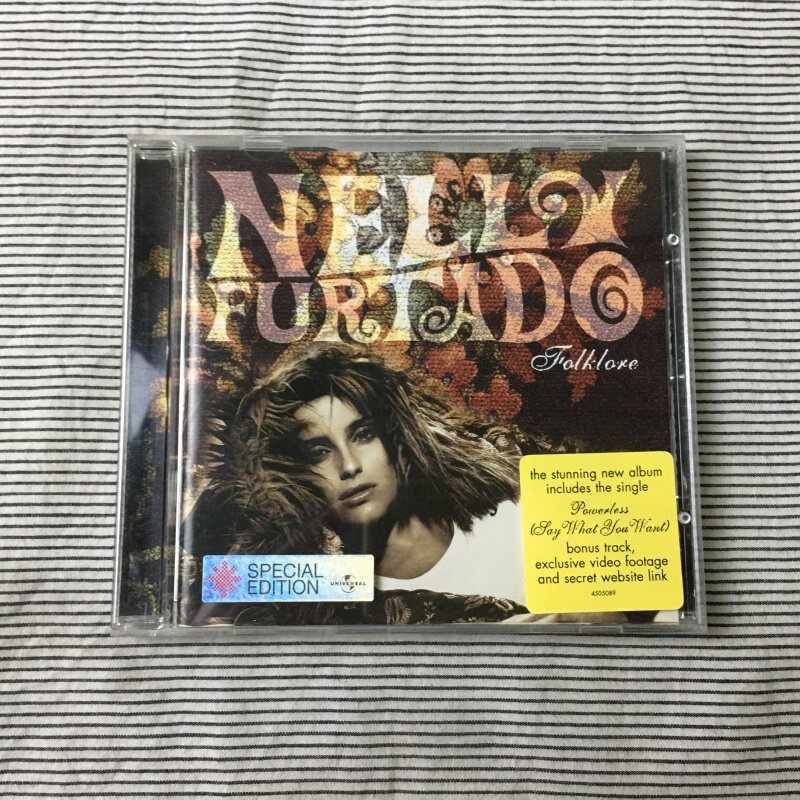 NELLY
FURTADO
Folklore
the stunning new album
includes the single
Powerless
(Say What You Want)
bonus track,
exclusive video footage
and secret website link
4505089
SPECIAL
EDITION
UNIVERSAL